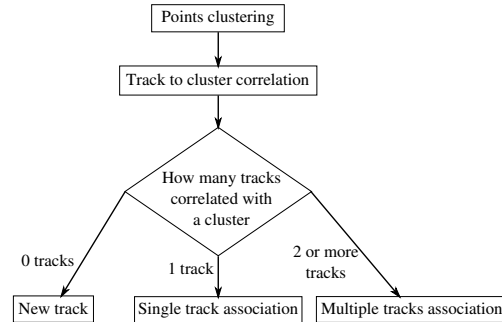 Points clustering
Track to cluster correlation
How many tracks
correlated with
a cluster
0 tracks
1 track
2 or more
tracks
New track
Single track association
Multiple tracks association